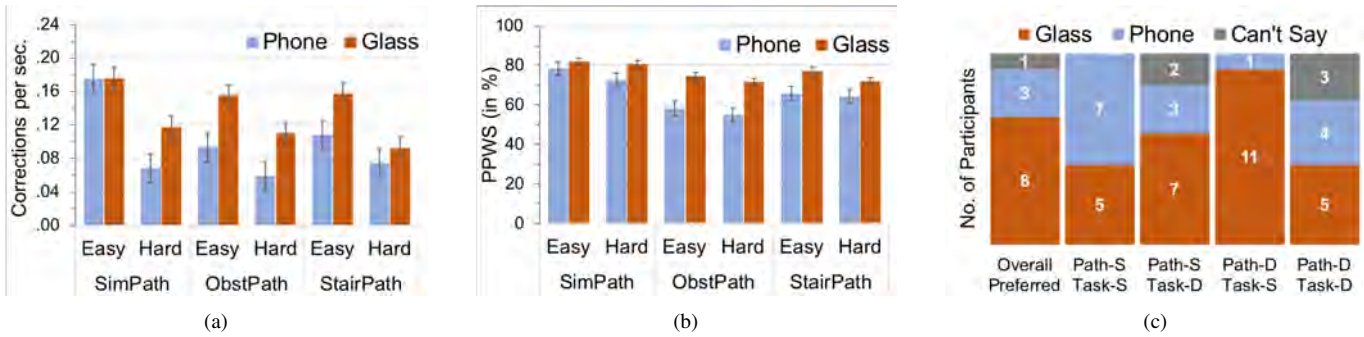 .24
.20
.16
.12
.08
.04
.00
Corrections per sec.
Phone Glass
Easy Hard Easy Hard Easy Hard
SimPath ObstPath StairPath
(a)
100
80
60
40
20
0
PPWS (in %)
Phone Glass
Easy Hard Easy Hard Easy Hard
SimPath ObstPath StairPath
(b)
Glass Phone Can't Say
No. of Participants
1 2 1 3
3 7 3 4
8 5 7 11 5
Overall Path-S Path-S Path-D Path-D
Preferred Task-S Task-D Task-S Task-D
(c)